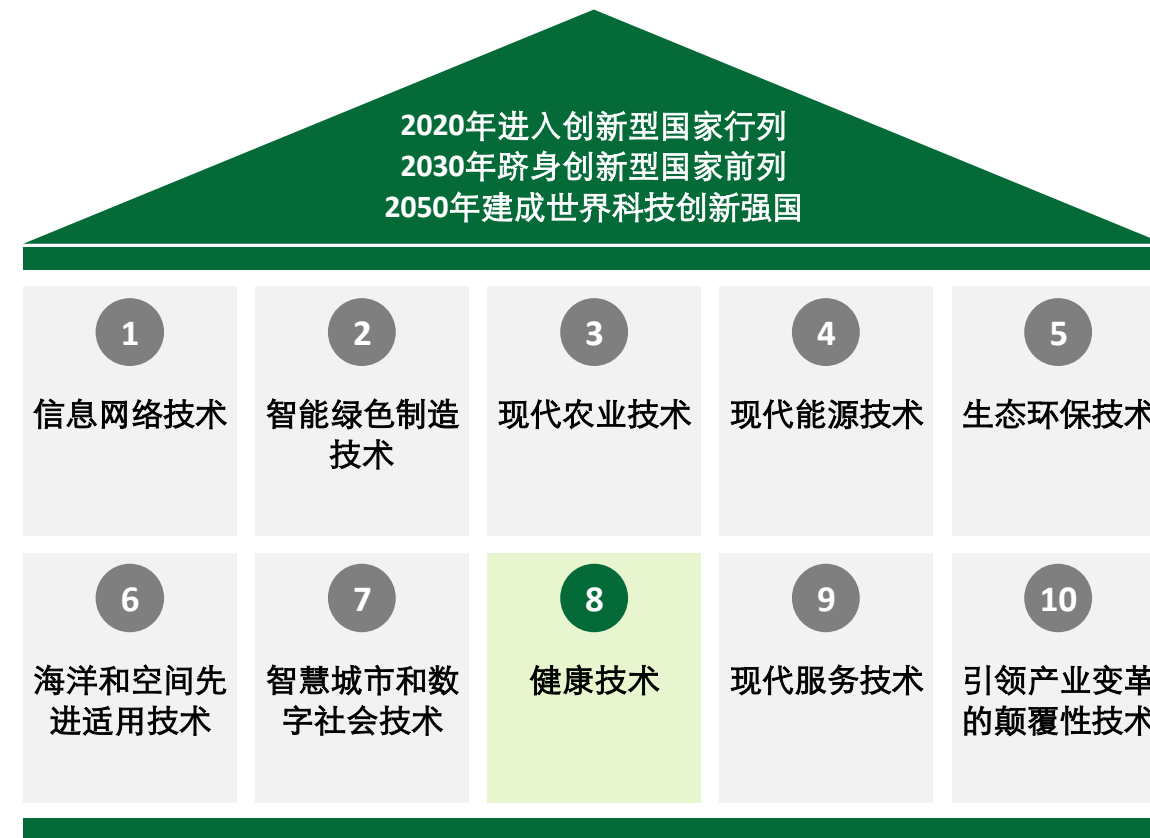 2020年进入创新型国家行列
2030年跻身创新型国家前列
2050年建成世界科技创新强国
1
信息网络技术
2
智能绿色制造
技术
3
现代农业技术
4
现代能源技术
5
生态环保技术
6
海洋和空间先
进适用技术
7
智慧城市和数
字社会技术
8
健康技术
9
现代服务技术
10
引领产业变革
的颠覆性技术